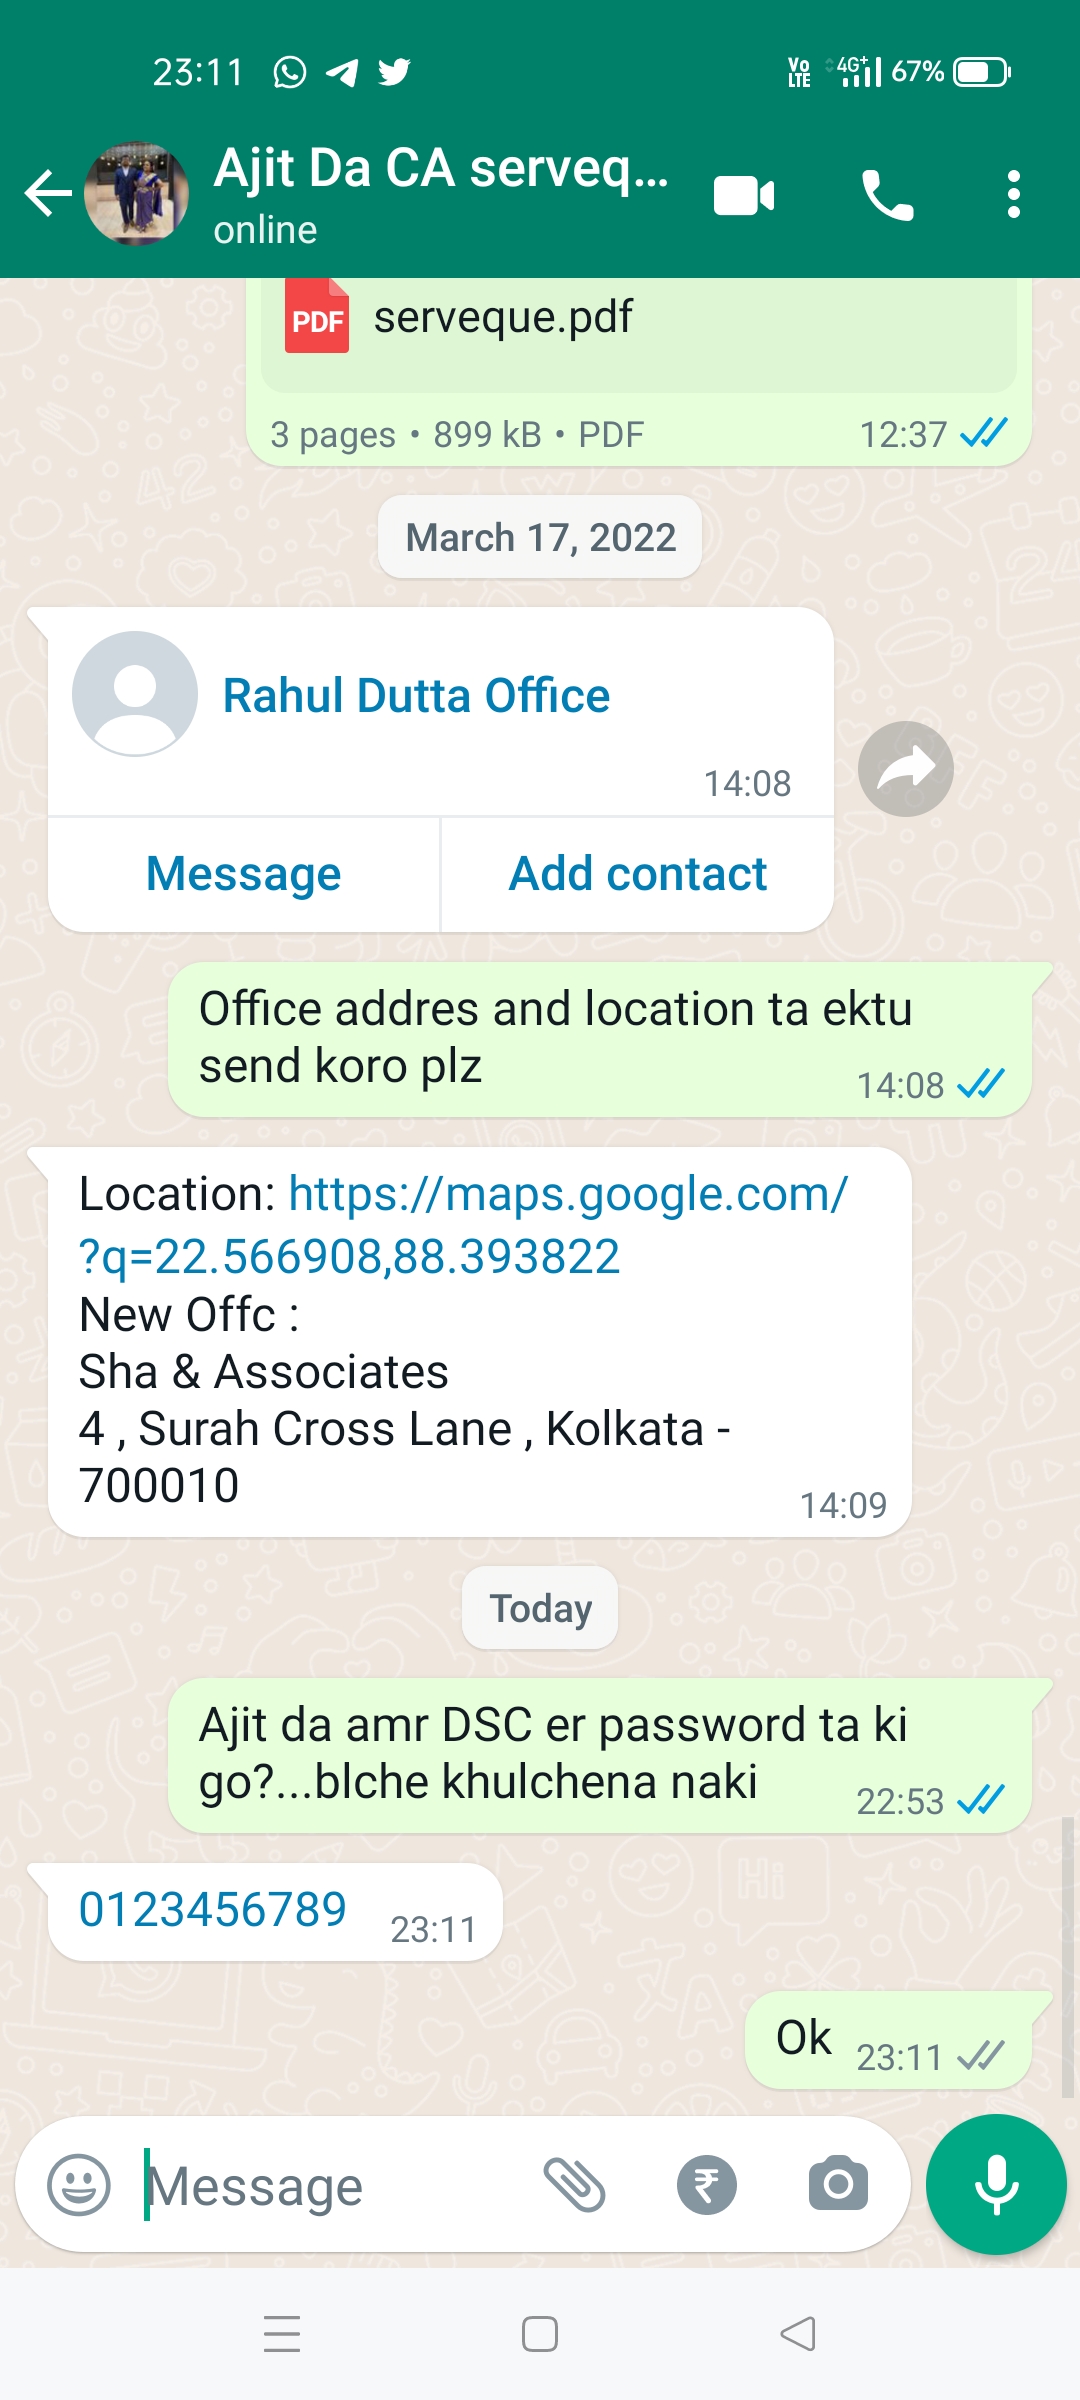 23:11
Vo LTE 4G+ 67%
Ajit Da CA serveq...
online
PDF serveque.pdf
3 pages • 899 kB • PDF 12:37
March 17, 2022
Rahul Dutta Office
14:08
Message Add contact
Office addres and location ta ektu
send koro plz
14:08
Location: https://maps.google.com/
?q=22.566908,88.393822
New Offc :
Sha & Associates
4 , Surah Cross Lane , Kolkata -
700010
14:09
Today
Ajit da amr DSC er password ta ki
go?...blche khulchena naki
22:53
0123456789 23:11
Ok 23:11
Message